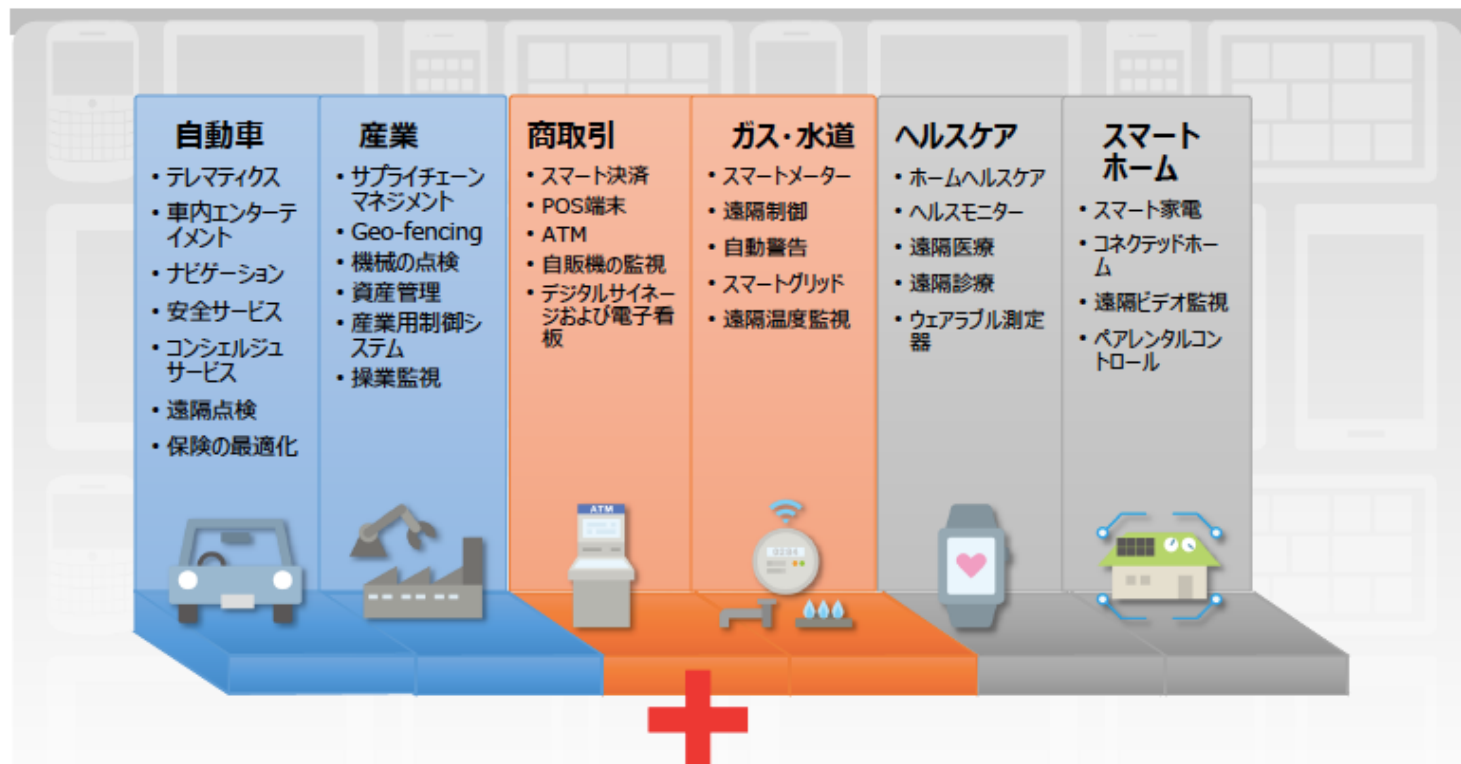 自動車
・テレマティクス
・車内エンターテ
イメント
・ナビゲーション
・安全サービス
・コンシェルジュ
サービス
・遠隔点検
・保険の最適化
産業
・サプライチェーン
マネジメント
・Geo-fencing
・機械の点検
・資産管理
・産業用制御シ
ステム
・操業監視
商取引
・スマート決済
・POS端末
・ATM
・自販機の監視
・デジタルサイネー
ジおよび電子看
板
ATM
ガス・水道
・スマートメーター
・遠隔制御
・自動警告
・スマートグリッド
・遠隔温度監視
ヘルスケア
・ホームヘルスケア
・ヘルスモニター
・遠隔医療
・遠隔診療
・ウェアラブル測定
器
スマート
ホーム
・スマート家電
・コネクテッドホー
ム
・遠隔ビデオ監視
・ペアレンタルコン
トロール